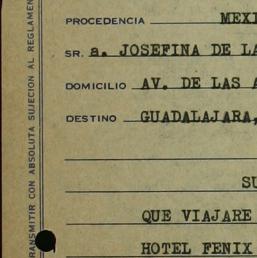 PROCEDENCIA MEXI
SR. a. JOSEFINA DE LA
DOMICILIO AV. DE LAS A
DESTINO GUADALAJARA,
SU
QUE VIAJARE
HOTEL FENIX
TRANSMITIR CON ABSOLUTA SUJECION AL REGLAMEN